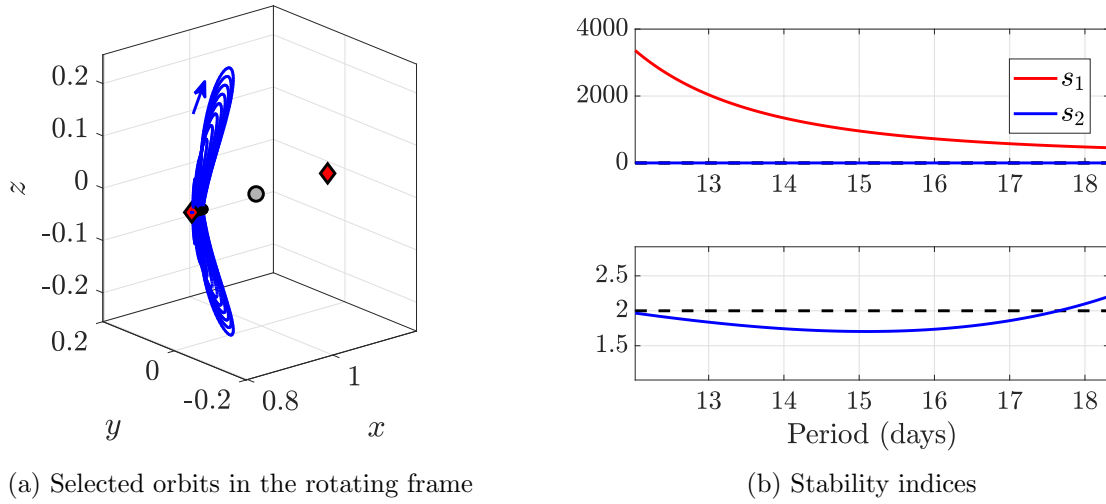 0.2
0.1
0
-0.1
-0.2
z
0.2
0
-0.2
y
0.8
1
x
4000
2000
0
s₁
s₂
13 14 15 16 17 18
2.5
2
1.5
13 14 15 16 17 18
Period (days)
(a) Selected orbits in the rotating frame
(b) Stability indices